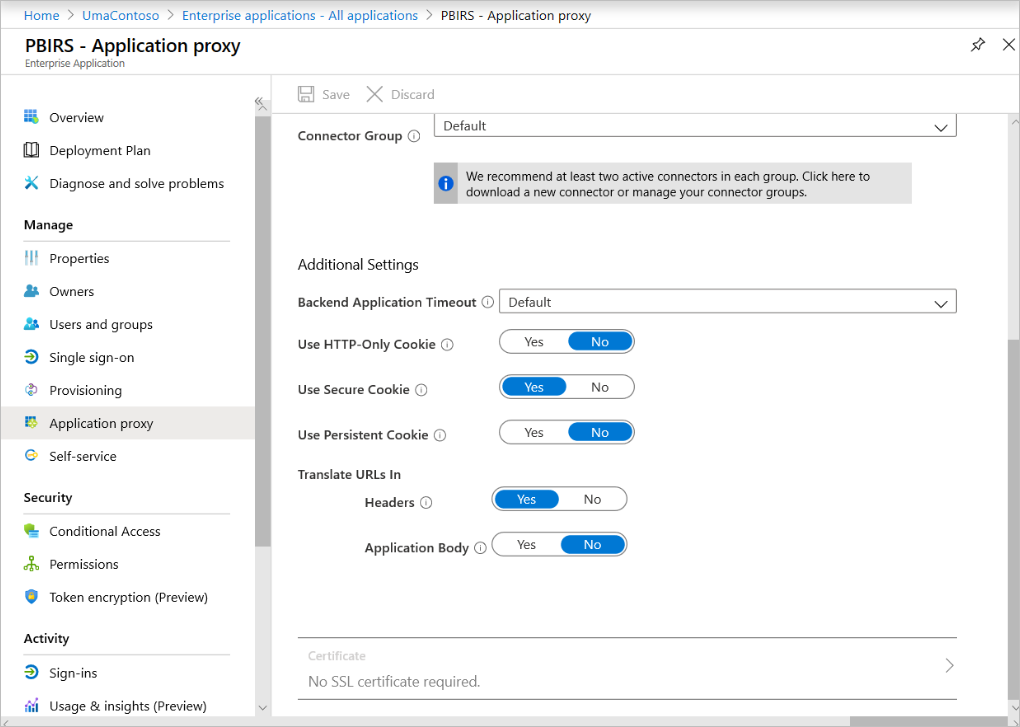 Home > UmaContoso > Enterprise applications - All applications > PBIRS - Application proxy
PBIRS - Application proxy
Enterprise Application
Overview
Deployment Plan
Diagnose and solve problems
Manage
Properties
Owners
Users and groups
Single sign-on
Provisioning
Application proxy
Self-service
Security
Conditional Access
Permissions
Token encryption (Preview)
Activity
Sign-ins
Usage & insights (Preview)
Save Discard
Connector Group Default
We recommend at least two active connectors in each group. Click here to
download a new connector or manage your connector groups.
Additional Settings
Backend Application Timeout Default
Use HTTP-Only Cookie Yes No
Use Secure Cookie Yes No
Use Persistent Cookie Yes No
Translate URLs In
Headers Yes No
Application Body Yes No
Certificate
No SSL certificate required.